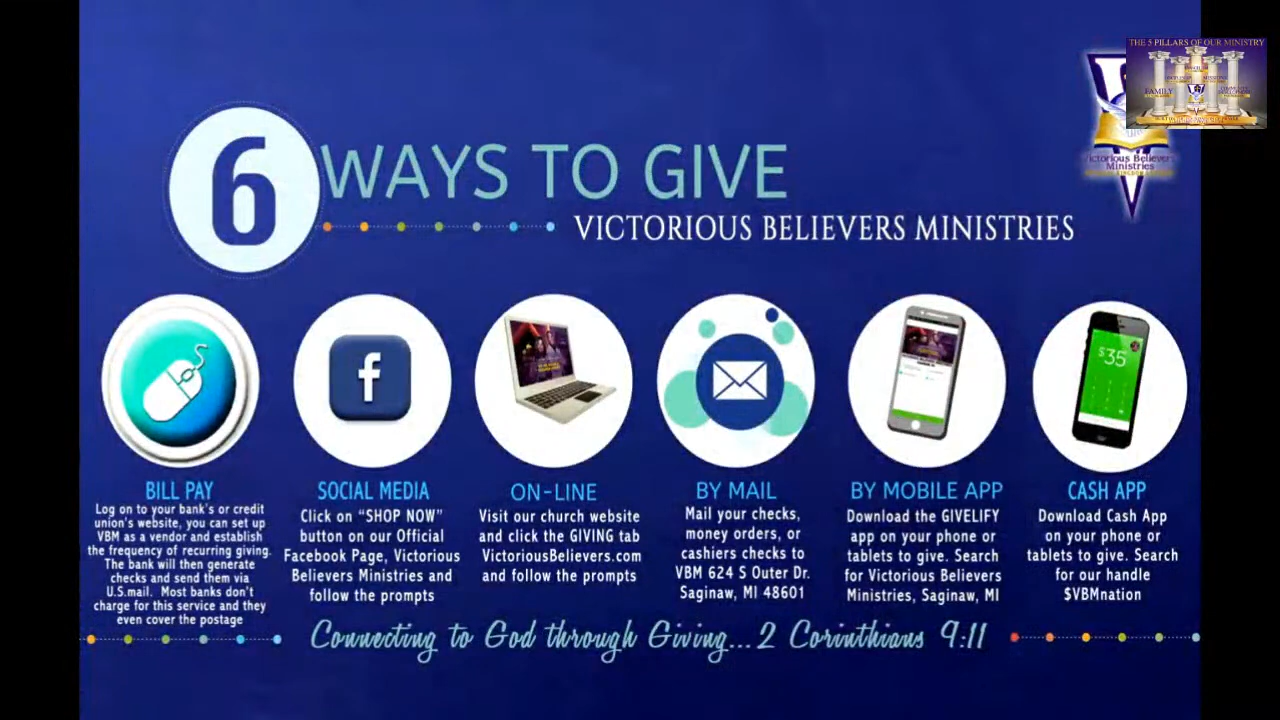 THE 5 PILLARS OF OUR MINISTRY
FAMILY
Victorious Believers
Ministries
6 WAYS TO GIVE
VICTORIOUS BELIEVERS MINISTRIES
$35
BILL PAY
Log on to your bank's or credit
union's website, you can set up
VBM as a vendor and establish
the frequency of recurring giving.
The bank will then generate
checks and send them via
U.S.mail. Most banks don't
charge for this service and they
even cover the postage
SOCIAL MEDIA
Click on “SHOP NOW”
button on our Official
Facebook Page, Victorious
Believers Ministries and
follow the prompts
ON-LINE
Visit our church website
and click the GIVING tab
VictoriousBelievers.com
and follow the prompts
BY MAIL
Mail your checks,
money orders, or
cashiers checks to
VBM 624 S Outer Dr.
Saginaw, MI 48601
BY MOBILE APP
Download the GIVELIFY
app on your phone or
tablets to give. Search
for Victorious Believers
Ministries, Saginaw, MI
CASH APP
Download Cash App
on your phone or
tablets to give. Search
for our handle
$VBMnation
Connecting to God through Giving...2 Corinthians 9:11